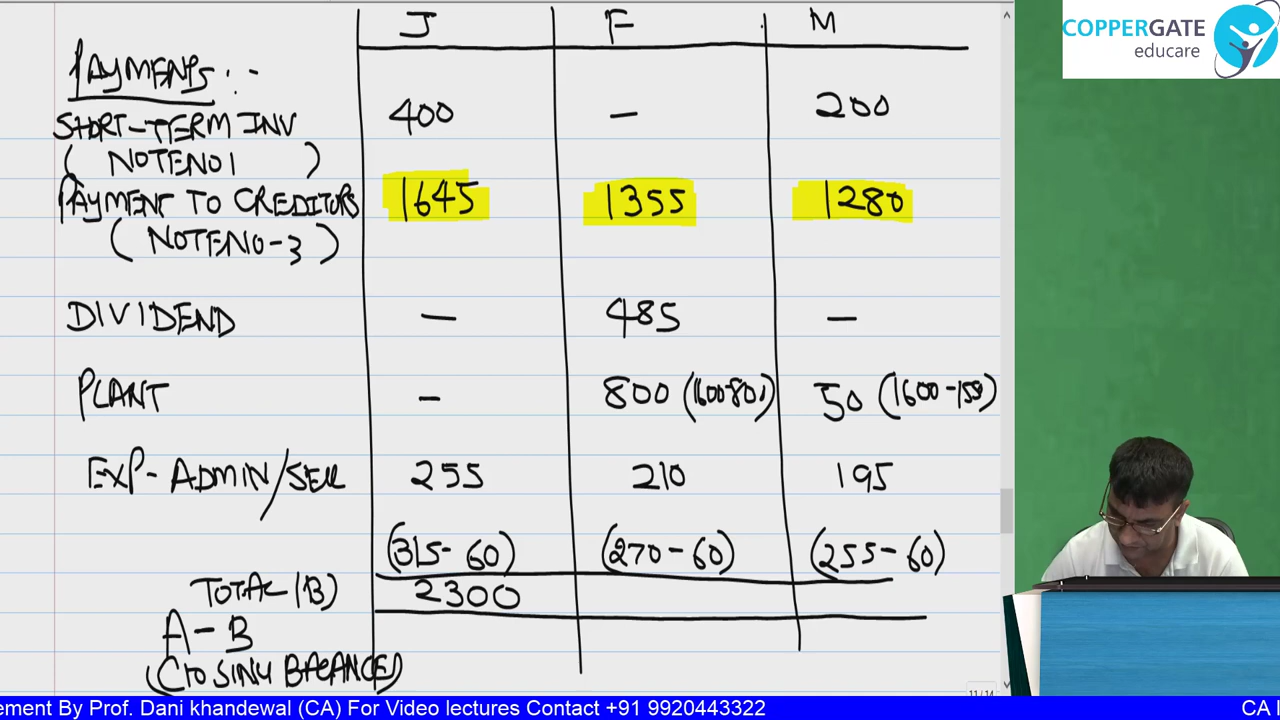 J F M
PAYMENTS :-
SHORT-TERM INV 400 — 200
( NOTE NO 1 )
PAYMENT TO CREDITORS 1645 1355 1280
( NOTE NO-3 )
DIVIDEND — 485 —
PLANT - 800 (1600-801) 50 (1600-1550)
EXP- ADMIN/SELL 255 210 195
(315- 60) (270-60) (255-60)
TOTAL (B) 2300
A - B
(CLOSING BALANCE)
COPPERGATE
educare
11 / 14
ement By Prof. Dani khandewal (CA) For Video lectures Contact +91 9920443322 CA